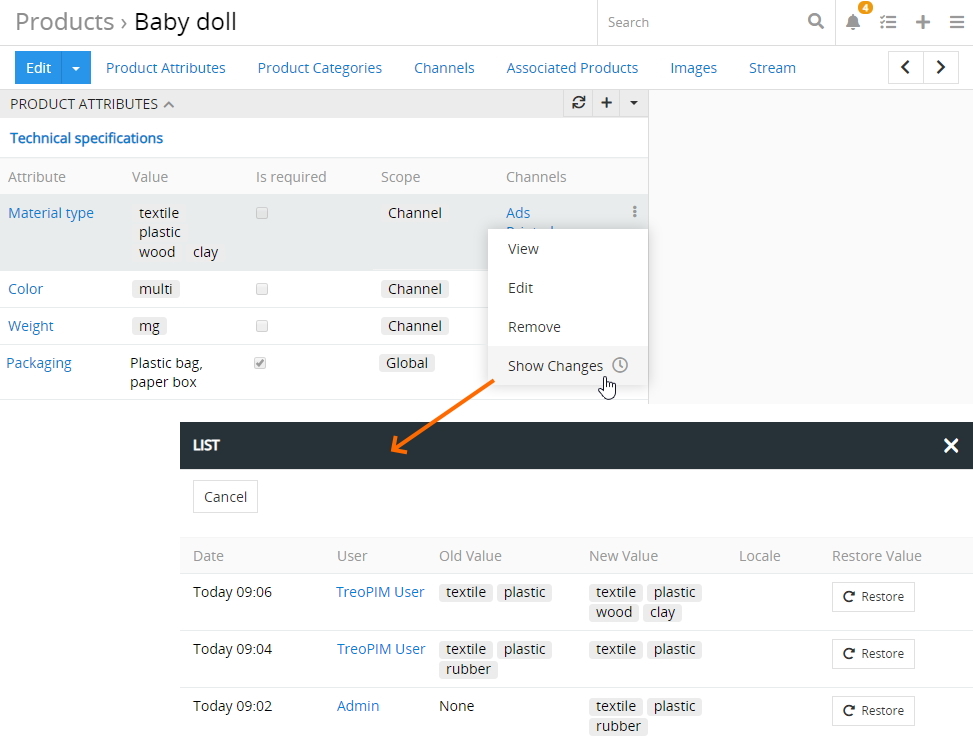 Products › Baby doll
Search
4
Edit
Product Attributes
Product Categories
Channels
Associated Products
Images
Stream
PRODUCT ATTRIBUTES
Technical specifications
Attribute Value Is required Scope Channels
Material type textile Channel Ads
plastic
wood clay
View
Edit
Remove
Show Changes
Color multi Channel
Weight mg Channel
Packaging Plastic bag, Global
paper box
LIST
Cancel
Date User Old Value New Value Locale Restore Value
Today 09:06 TreoPIM User textile plastic textile plastic Restore
wood clay
Today 09:04 TreoPIM User textile plastic textile plastic Restore
rubber
Today 09:02 Admin None textile plastic Restore
rubber